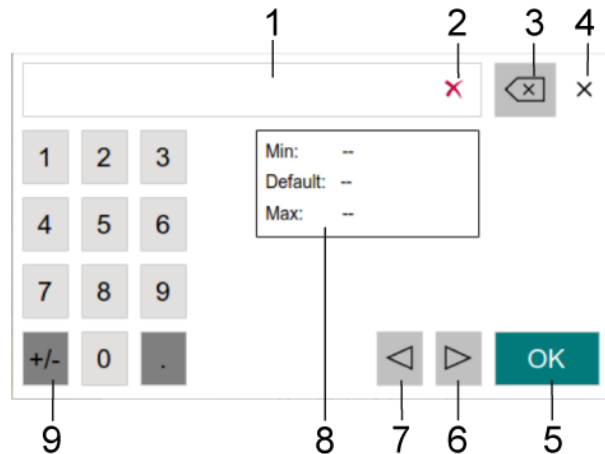 1 2 3 4
1 2 3
Min: --
Default: --
Max: --
4 5 6
7 8 9
+/- 0 .
OK
9 8 7 6 5